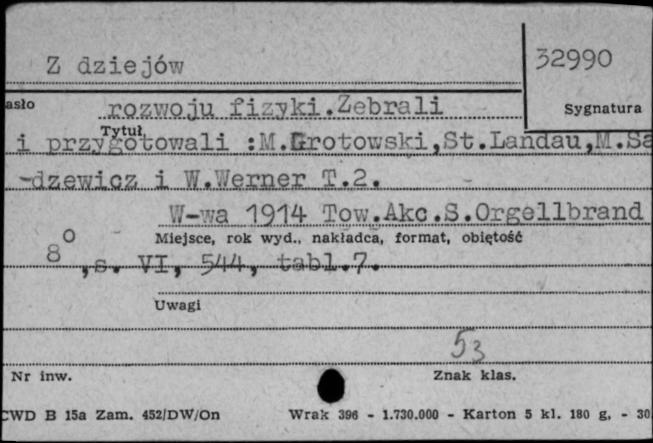 Z dziejów
32990
asło
rozwoju fizyki.Zebrali
Sygnatura
Tytuł
i przygotowali :M.Grotowski,St.Landau,M.Sa
-dzewicz i W.Werner T.2.
W-wa 1914 Tow.Akc.S.Orgellbrand
Miejsce, rok wyd., nakładca, format, objętość
8⁰,s. VI, 544, tabl.7.
Uwagi
53
Nr inw.
Znak klas.
CWD B 15a Zam. 452/DW/On Wrak 396 - 1.730.000 - Karton 5 kl. 180 g. - 30